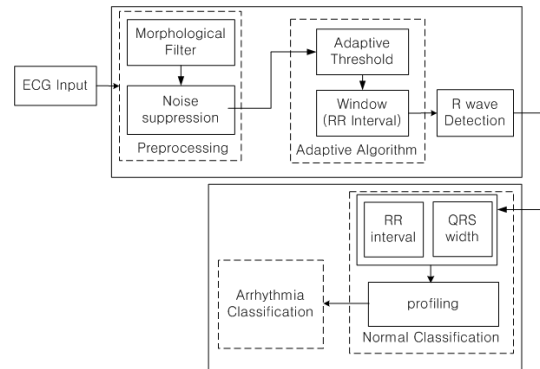 Morphological
Filter
Adaptive
Threshold
ECG Input
Noise
suppression
Window
(RR Interval)
R wave
Detection
Preprocessing
Adaptive Algorithm
RR
interval
QRS
width
Arrhythmia
Classification
profiling
Normal Classification